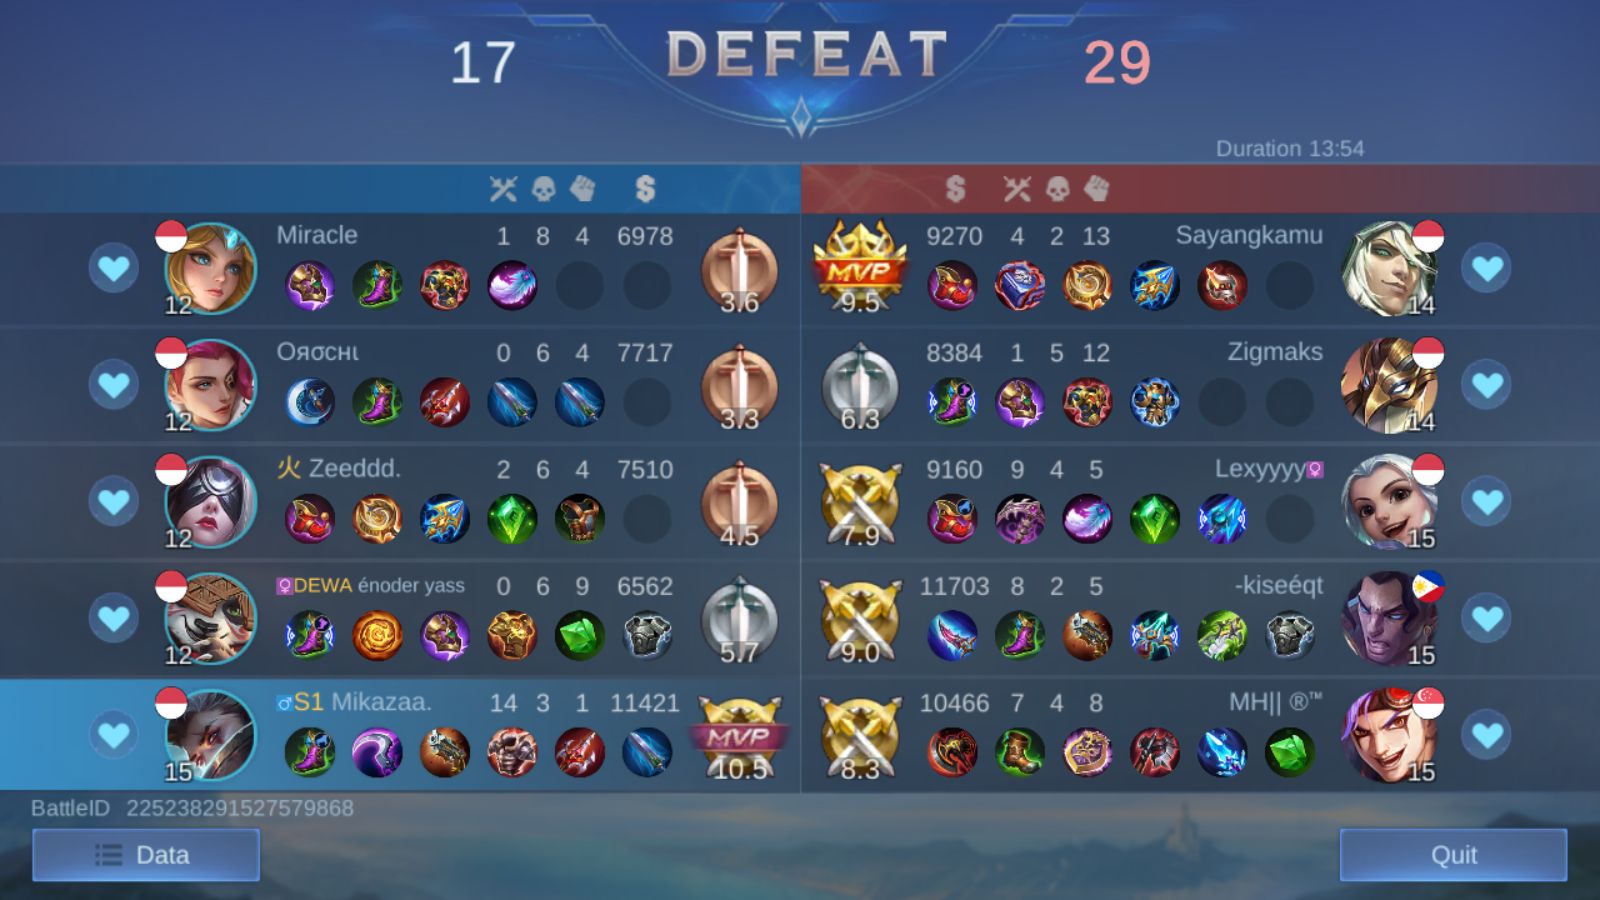 17 DEFEAT 29
Duration 13:54
Miracle 1 8 4 6978
12 3.6
MVP 9270 4 2 13 Sayangkamu
9.5 14
Oяσcнι 0 6 4 7717
12 3.3
8384 1 5 12 Zigmaks
6.3 14
火 Zeeddd. 2 6 4 7510
12 4.5
9160 9 4 5 Lexyyyy♀
7.9 15
♀DEWA énoder yass 0 6 9 6562
12 5.7
11703 8 2 5 -kiseéqt
9.0 15
♂S1 Mikazaa. 14 3 1 11421 MVP
15 10.5
10466 7 4 8 MH|| ®™
8.3 15
BattleID 225238291527579868
Data
Quit